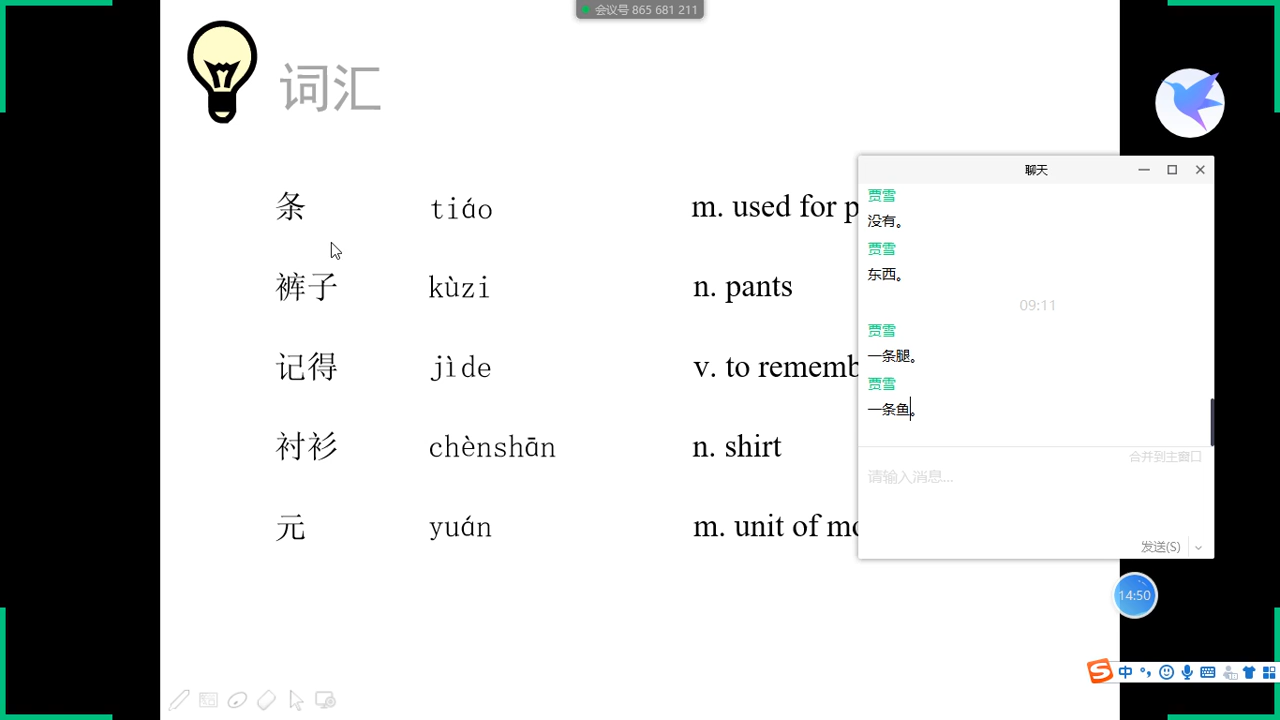 会议号 865 681 211
词汇
条 tiáo m. used for p
裤子 kùzi n. pants
记得 jìde v. to rememb
衬衫 chènshān n. shirt
元 yuán m. unit of mo
聊天
贾雪
没有。
贾雪
东西。
09:11
贾雪
一条腿。
贾雪
一条鱼。
合并到主窗口
请输入消息...
发送(S)
14:50
中